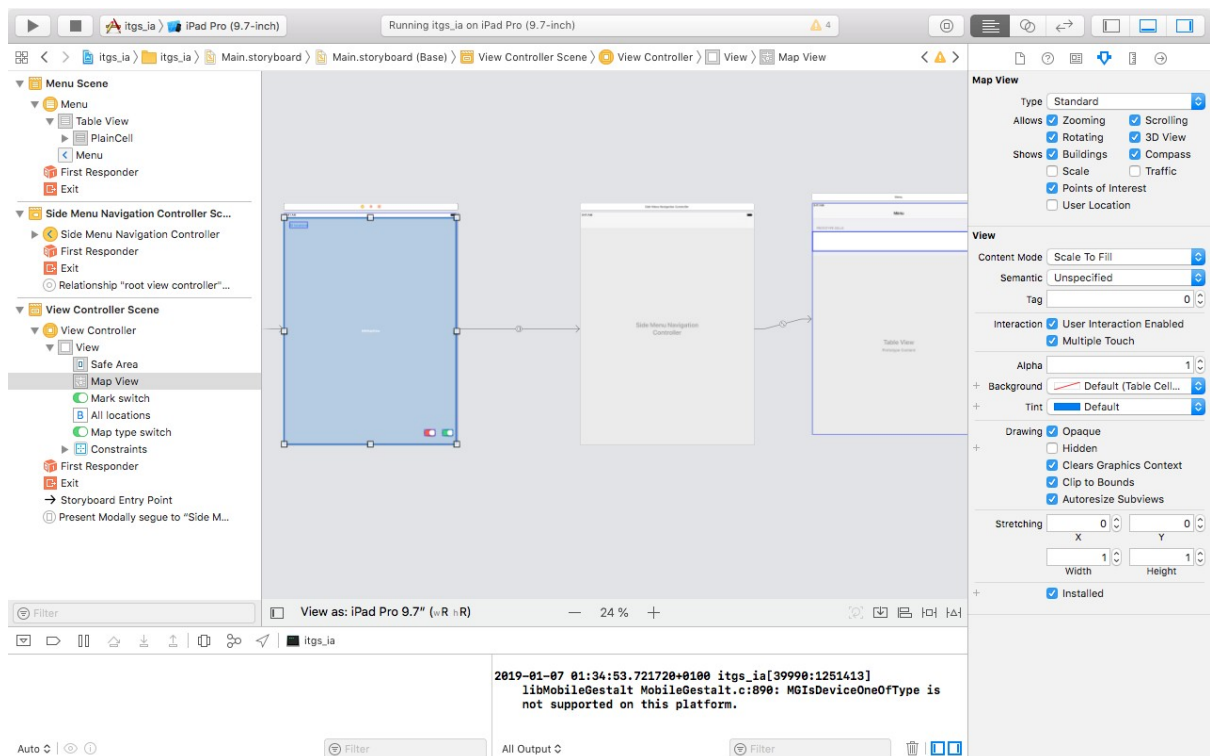 itgs_ia iPad Pro (9.7-inch)
Running itgs_ia on iPad Pro (9.7-inch)
4
itgs_ia itgs_ia Main.storyboard Main.storyboard (Base) View Controller Scene View Controller View Map View
Menu Scene
Menu
Table View
PlainCell
Menu
First Responder
Exit
Side Menu Navigation Controller Sc...
Side Menu Navigation Controller
First Responder
Exit
Relationship "root view controller"...
View Controller Scene
View Controller
View
Safe Area
Map View
Mark switch
B All locations
Map type switch
Constraints
First Responder
Exit
Storyboard Entry Point
Present Modally segue to "Side M...
Filter
Side Menu Navigation Controller
Menu
Menu
Side Menu Navigation
Controller
Table View
Prototype Content
View as: iPad Pro 9.7" (wR hR)
24 %
Map View
Type Standard
Allows Zooming Scrolling
Rotating 3D View
Shows Buildings Compass
Scale Traffic
Points of Interest
User Location
View
Content Mode Scale To Fill
Semantic Unspecified
Tag 0
Interaction User Interaction Enabled
Multiple Touch
Alpha 1
Background Default (Table Cell...
Tint Default
Drawing Opaque
Hidden
Clears Graphics Context
Clip to Bounds
Autoresize Subviews
Stretching 0 0
X Y
1 1
Width Height
Installed
itgs_ia
2019-01-07 01:34:53.721720+0100 itgs_ia[39990:1251413]
libMobileGestalt MobileGestalt.c:890: MGIsDeviceOneOfType is
not supported on this platform.
Auto
Filter
All Output
Filter